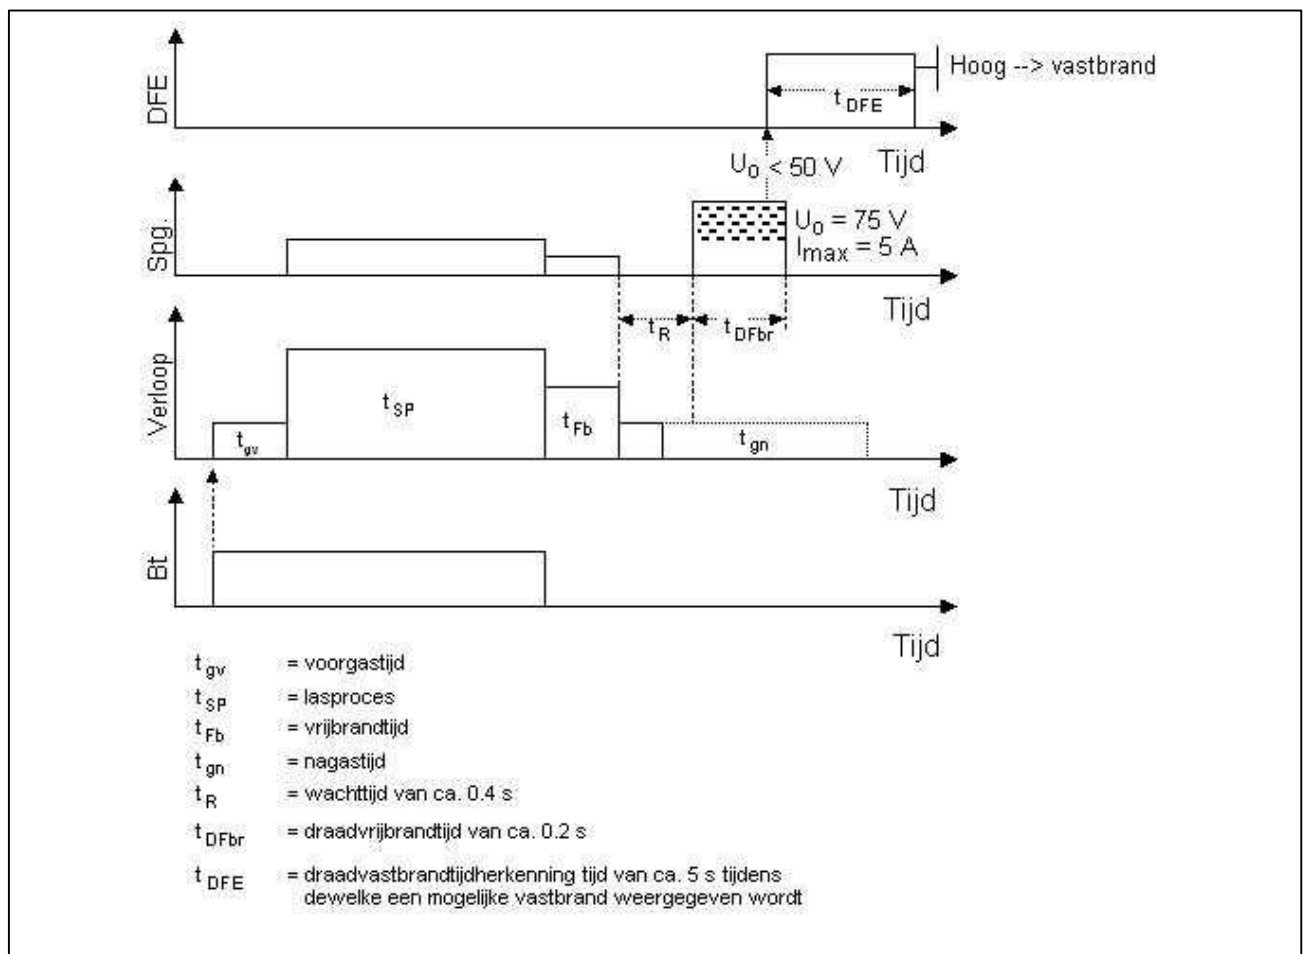 DFE
Hoog --> vastbrand
t DFE
Tijd
U0 < 50 V
Spg.
U0 = 75 V
Imax = 5 A
Tijd
t R
t DFbr
Verloop
t gv
t SP
t Fb
t gn
Tijd
Bt
Tijd
t gv = voorgastijd
t SP = lasproces
t Fb = vrijbrandtijd
t gn = nagastijd
t R = wachttijd van ca. 0.4 s
t DFbr = draadvrijbrandtijd van ca. 0.2 s
t DFE = draadvastbrandtijdherkenning tijd van ca. 5 s tijdens
dewelke een mogelijke vastbrand weergegeven wordt